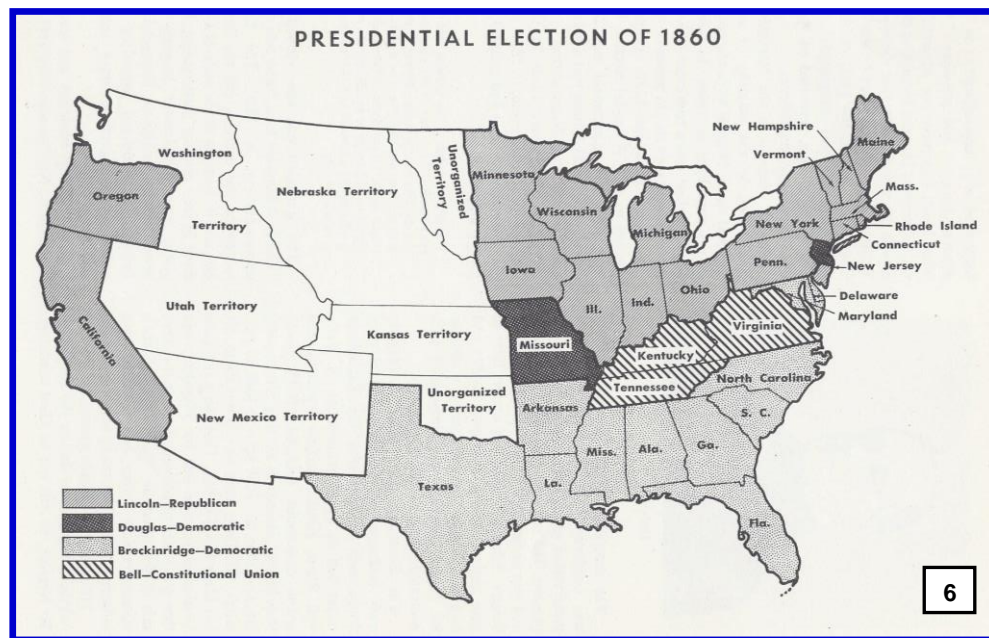 PRESIDENTIAL ELECTION OF 1860
New Hampshire
Vermont
Maine
Washington
Unorganized
Territory
Minnesota
Mass.
Oregon
Nebraska Territory
Wisconsin
New York
Rhode Island
Territory
Michigan
Connecticut
Penn.
New Jersey
Iowa
Ohio
Utah Territory
Ill.
Ind.
Delaware
Maryland
California
Kansas Territory
Missouri
Virginia
Kentucky
Tennessee
North Carolina
Unorganized
Territory
New Mexico Territory
Arkansas
S. C.
Miss.
Ala.
Ga.
Texas
La.
Fla.
Lincoln—Republican
Douglas—Democratic
Breckinridge—Democratic
Bell—Constitutional Union
6